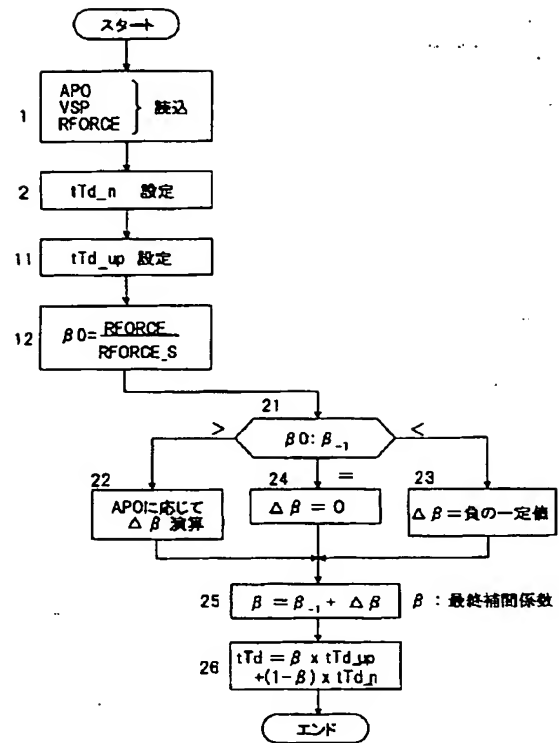 スタート
1
APO
VSP
RFORCE
読込
2
tTd_n 設定
11
tTd_up 設定
12
β0=RFORCE
RFORCE_S
21
> β0:β-1 <
22
24
=
23
APOに応じて
Δβ 演算
Δβ=0
Δβ=負の一定値
25
β=β-1+ Δβ
β:最終補間係数
26
tTd=β x tTd_up
+(1-β) x tTd_n
エンド